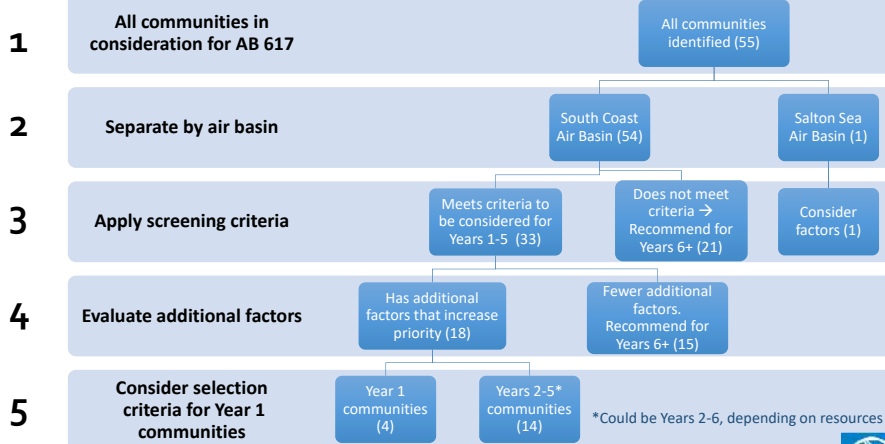 1
All communities in
consideration for AB 617
All communities
identified (55)
2
Separate by air basin
South Coast
Air Basin (54)
Salton Sea
Air Basin (1)
3
Apply screening criteria
Meets criteria to
be considered for
Years 1-5 (33)
Does not meet
criteria →
Recommend for
Years 6+ (21)
Consider
factors (1)
4
Evaluate additional factors
Has additional
factors that increase
priority (18)
Fewer additional
factors.
Recommend for
Years 6+ (15)
5
Consider selection
criteria for Year 1
communities
Year 1
communities
(4)
Years 2-5*
communities
(14)
*Could be Years 2-6, depending on resources